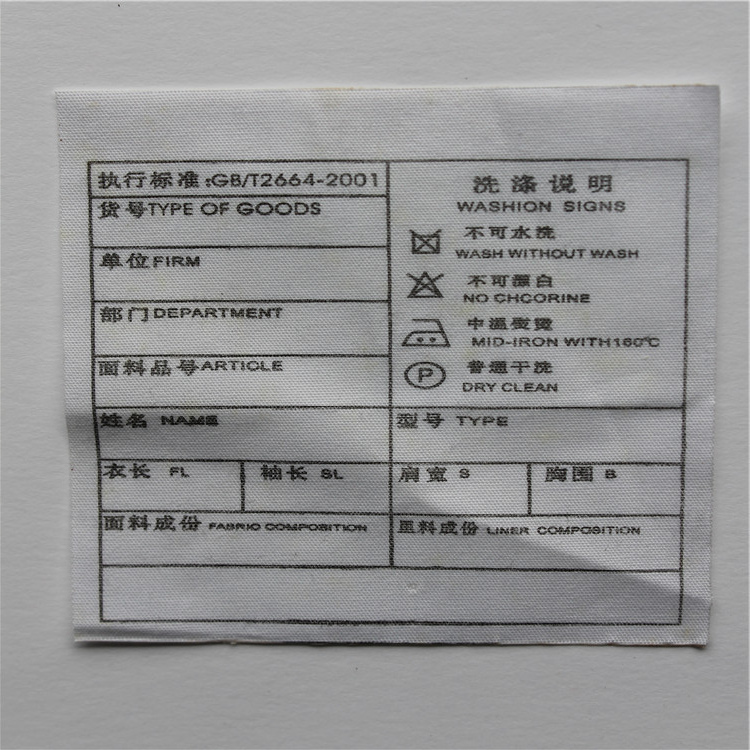 执行标准:GB/T2664-2001
货号TYPE OF GOODS
单位FIRM
部门DEPARTMENT
面料品号ARTICLE
洗涤说明
WASHION SIGNS
不可水洗
WASH WITHOUT WASH
不可漂白
NO CHCORINE
中温熨烫
MID-IRON WITH160℃
P
普通干洗
DRY CLEAN
姓名 NAME
型号 TYPE
衣长 FL
袖长 SL
肩宽 S
胸围 B
面料成份 FABRIC COMPOSITION
里料成份 LINER COMPOSITION